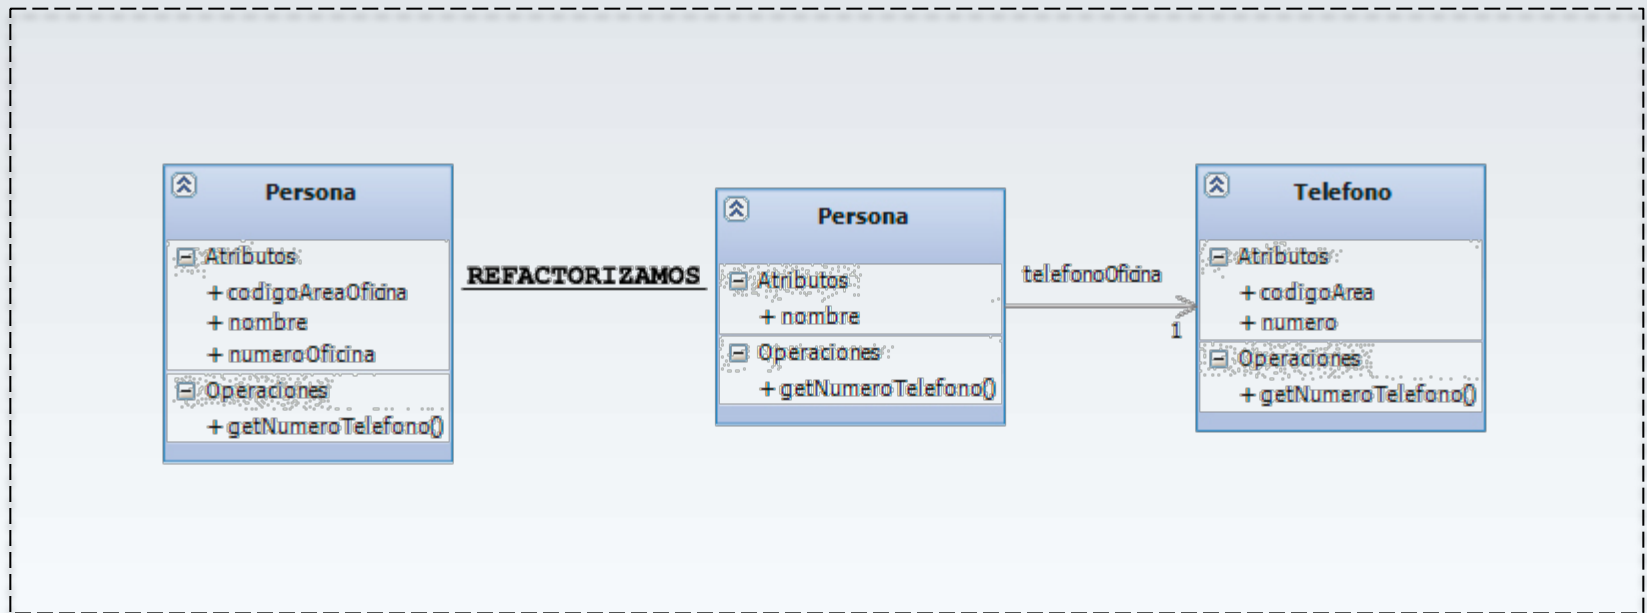 Persona
Atributos
+ codigoAreaOficina
+ nombre
+ numeroOficina
Operaciones
+ getNumeroTelefono()
REFACTORIZAMOS
Persona
Atributos
+ nombre
Operaciones
+ getNumeroTelefono()
telefonoOficina
1
Telefono
Atributos
+ codigoArea
+ numero
Operaciones
+ getNumeroTelefono()